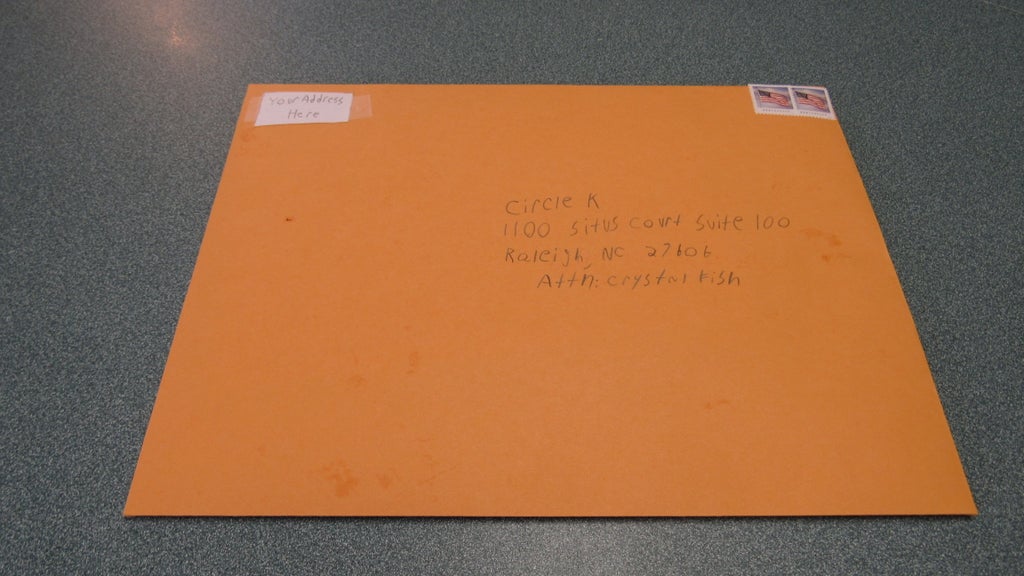 Your Address
Here
Circle K
1100 Situs Court Suite 100
Raleigh, NC 27606
Attn: Crystal Fish